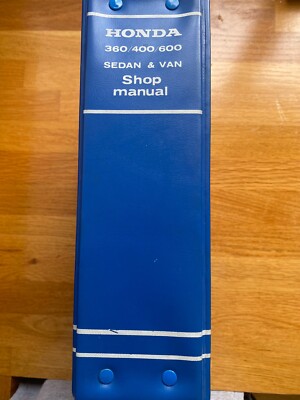 HONDA
360/400/600
SEDAN & VAN
Shop
manual